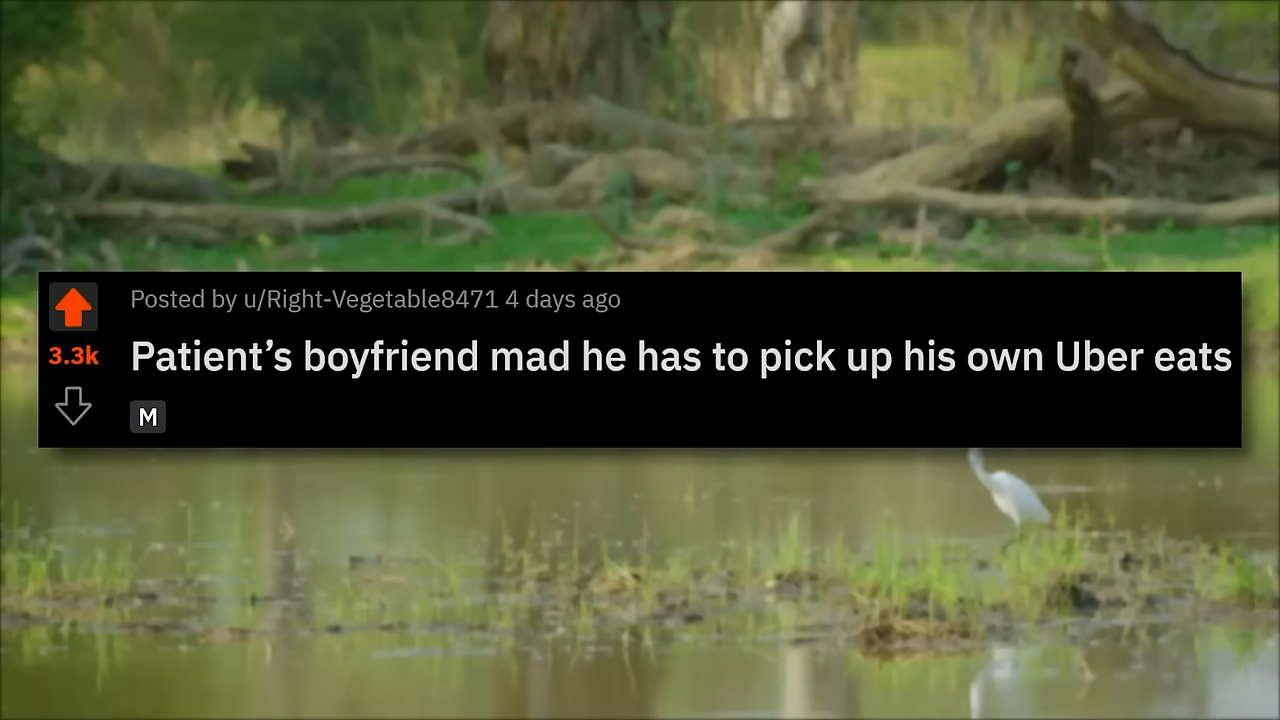 Posted by u/Right-Vegetable8471 4 days ago
3.3k
Patient’s boyfriend mad he has to pick up his own Uber eats
M